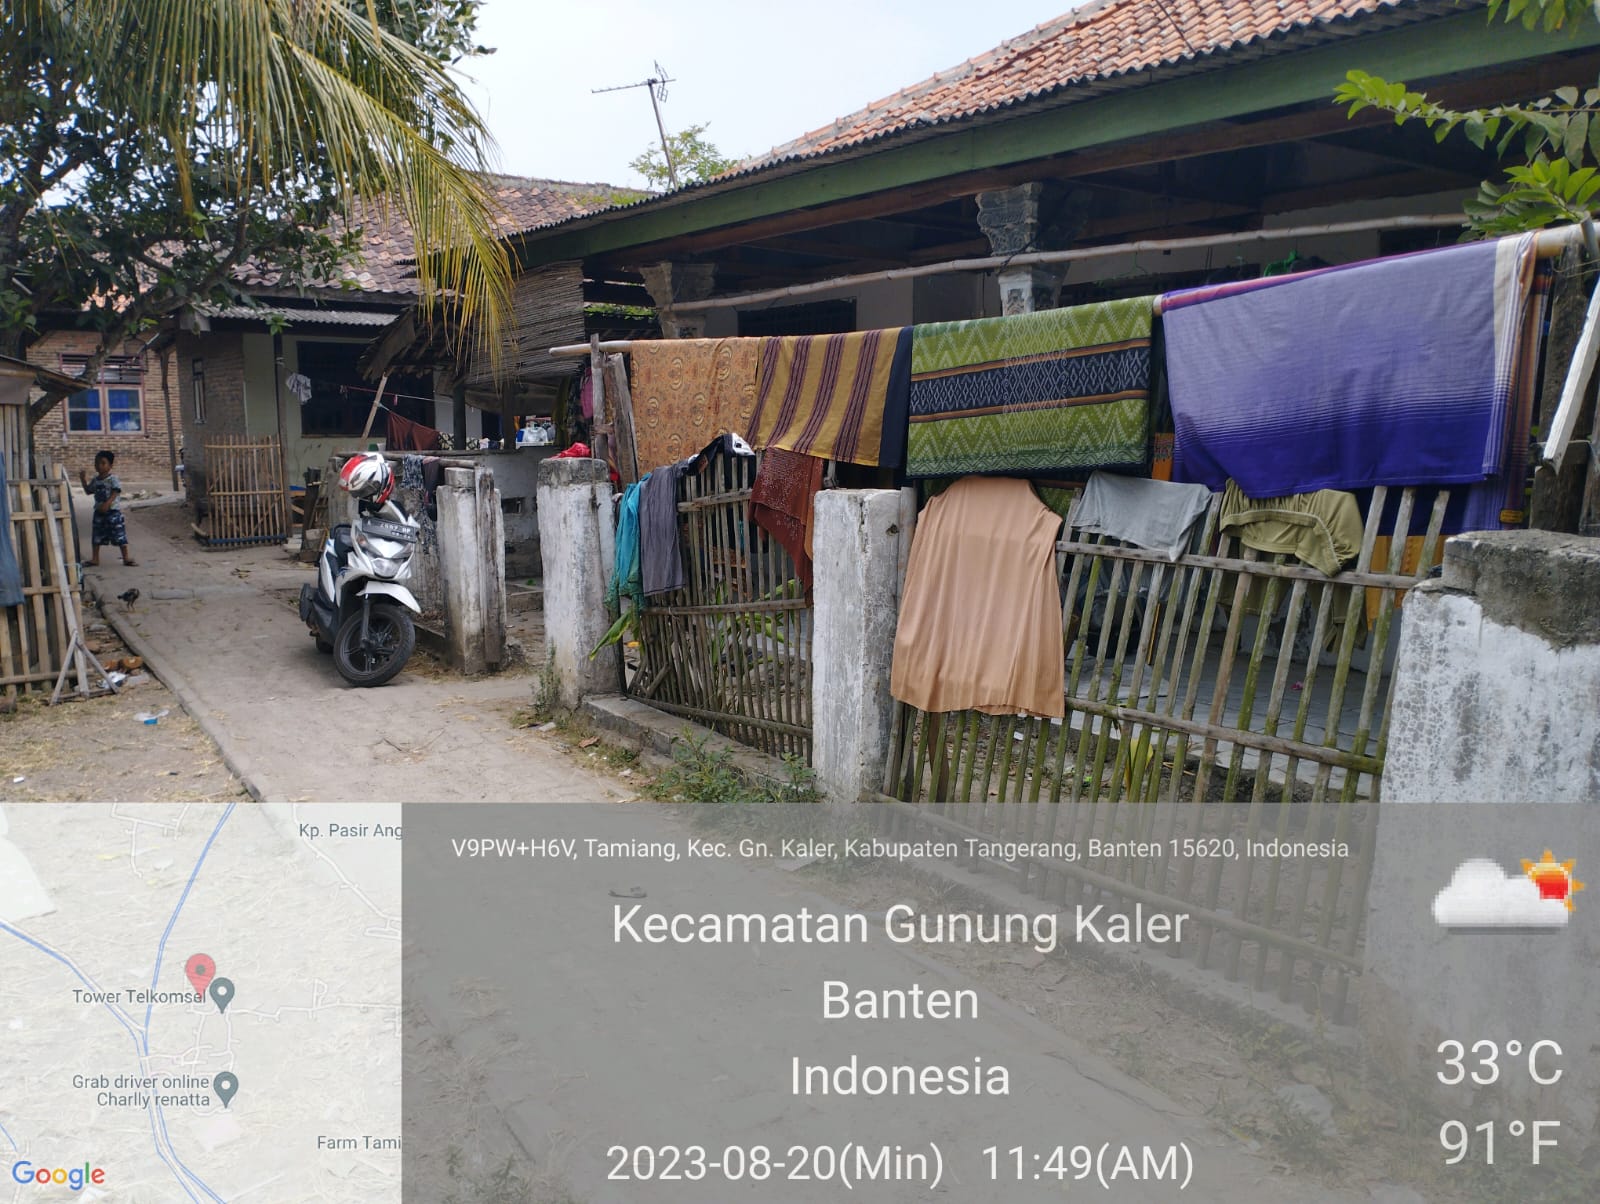 V9PW+H6V, Tamiang, Kec. Gn. Kaler, Kabupaten Tangerang, Banten 15620, Indonesia
Kecamatan Gunung Kaler
Banten
Indonesia
2023-08-20(Min) 11:49(AM)
33°C
91°F
Kp. Pasir Ang
Tower Telkomsel
Grab driver online
Charlly renatta
Farm Tami
Google